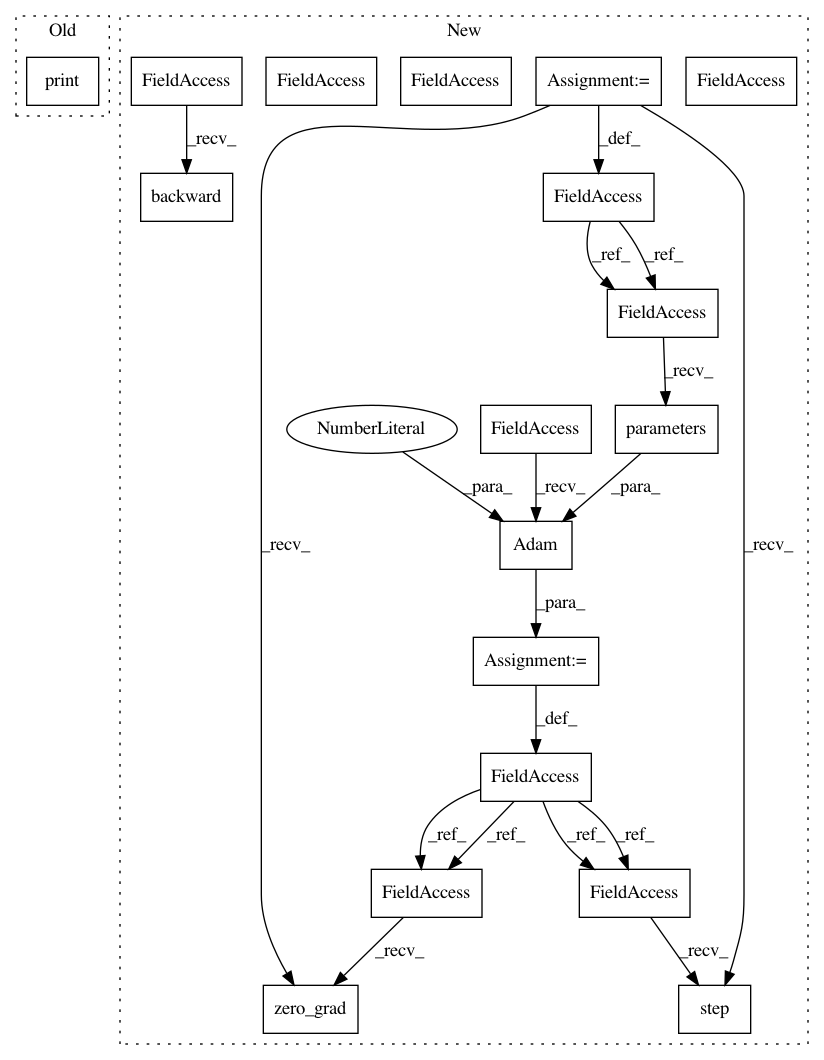 Old
New
print
FieldAccess
FieldAccess
FieldAccess
Assignment:=
FieldAccess
_recv_
_def_
backward
FieldAccess
_ref_
_ref_
FieldAccess
_recv_
NumberLiteral
FieldAccess
parameters
_para_
_recv_
_para_
_recv_
Adam
_recv_
_para_
Assignment:=
_def_
FieldAccess
_ref_
_ref_
_ref_
_ref_
FieldAccess
FieldAccess
_recv_
_recv_
zero_grad
step